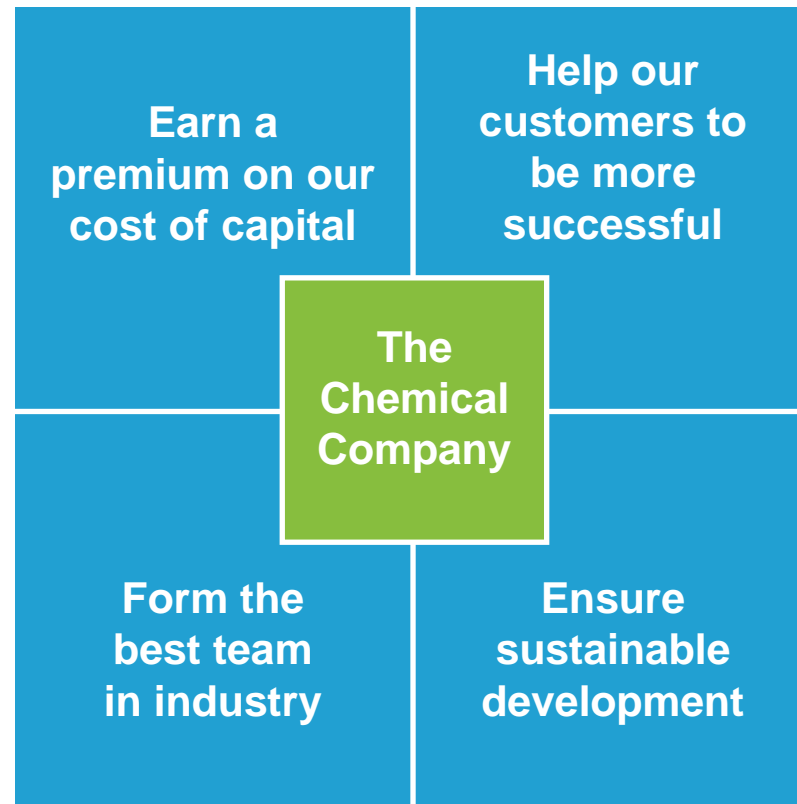 Earn a
premium on our
cost of capital
Help our
customers to
be more
successful
The
Chemical
Company
Form the
best team
in industry
Ensure
sustainable
development